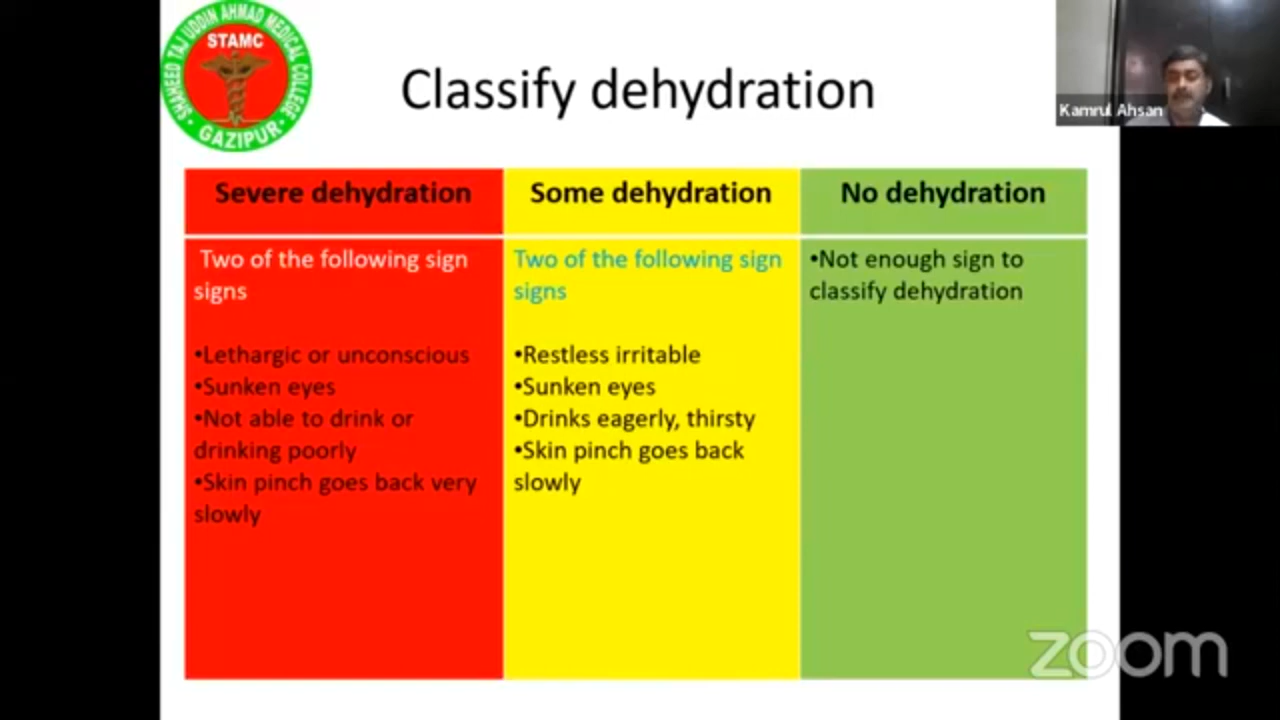 SHAHEED TAJ UDDIN AHMAD MEDICAL COLLEGE
STAMC
• GAZIPUR •
Classify dehydration
Kamrul Ahsan
Severe dehydration
Some dehydration
No dehydration
Two of the following sign
signs
•Lethargic or unconscious
•Sunken eyes
•Not able to drink or
drinking poorly
•Skin pinch goes back very
slowly
Two of the following sign
signs
•Restless irritable
•Sunken eyes
•Drinks eagerly, thirsty
•Skin pinch goes back
slowly
•Not enough sign to
classify dehydration
zoom